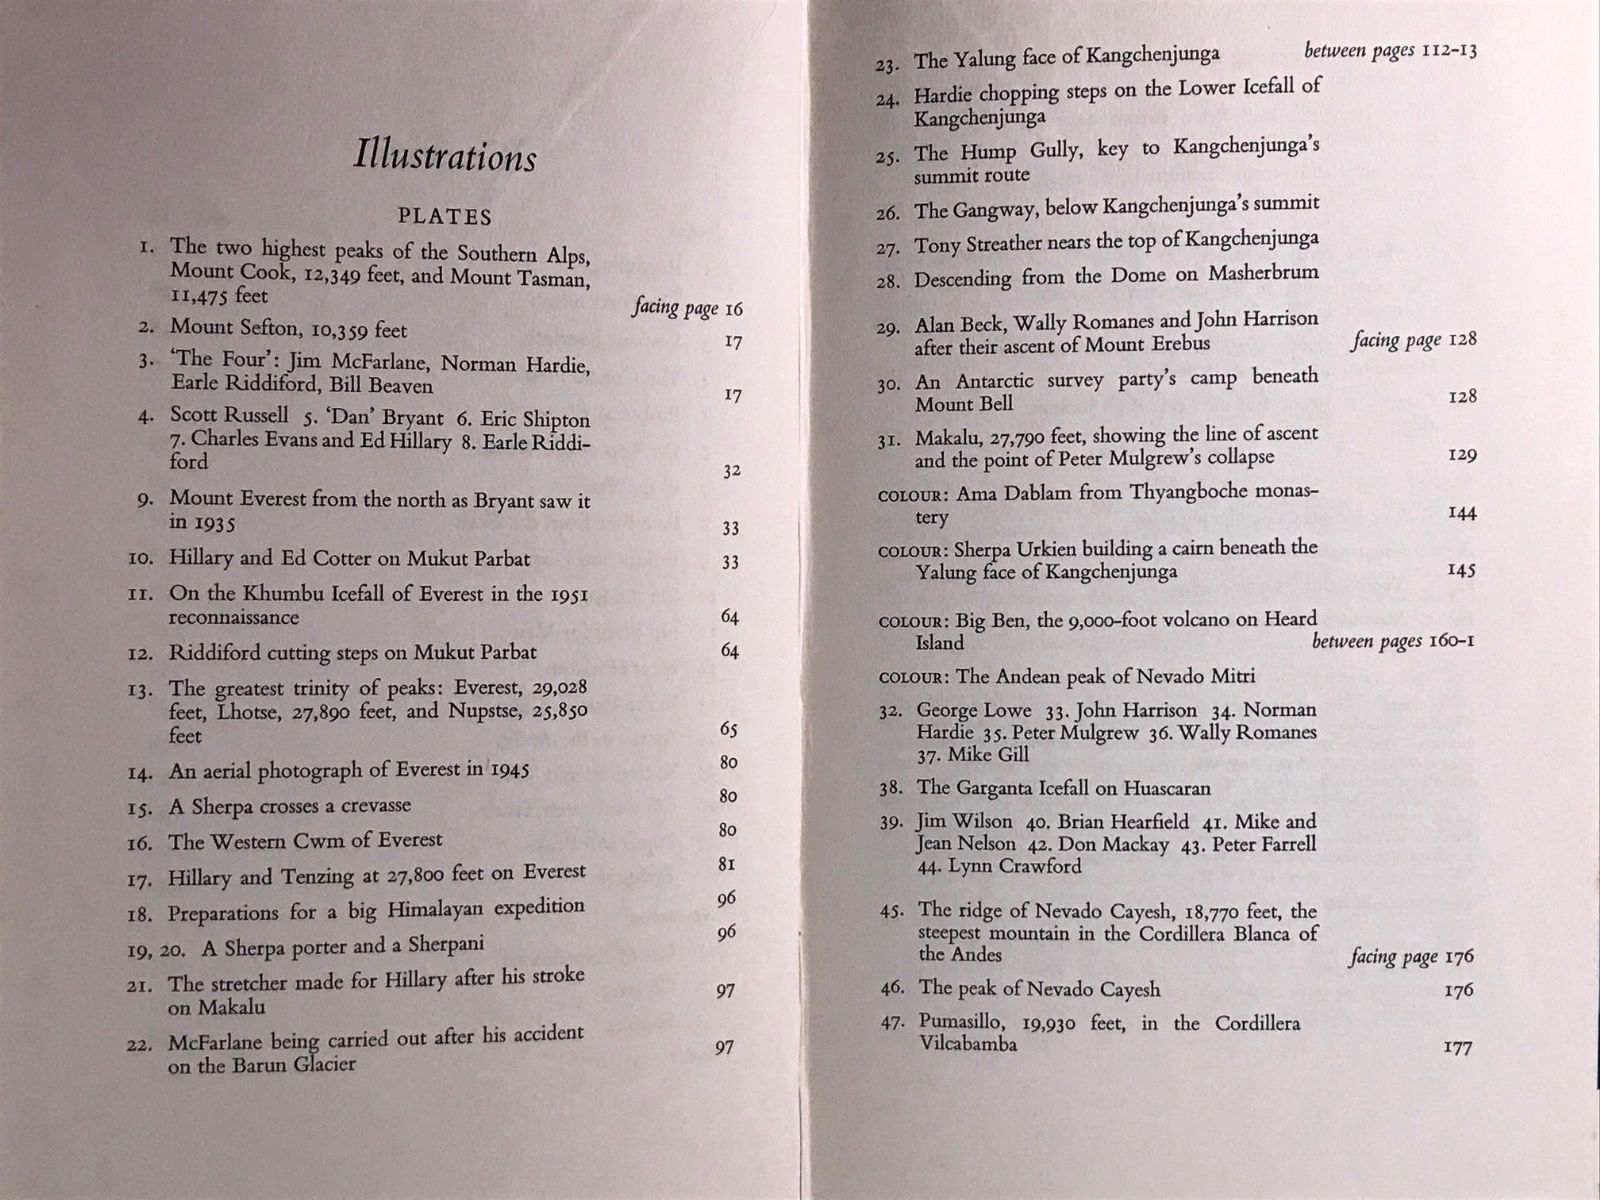 Illustrations
PLATES
1. The two highest peaks of the Southern Alps,
Mount Cook, 12,349 feet, and Mount Tasman,
11,475 feet facing page 16
2. Mount Sefton, 10,359 feet 17
3. ‘The Four’: Jim McFarlane, Norman Hardie,
Earle Riddiford, Bill Beaven 17
4. Scott Russell 5. ‘Dan’ Bryant 6. Eric Shipton
7. Charles Evans and Ed Hillary 8. Earle Riddi-
ford 32
9. Mount Everest from the north as Bryant saw it
in 1935 33
10. Hillary and Ed Cotter on Mukut Parbat 33
11. On the Khumbu Icefall of Everest in the 1951
reconnaissance 64
12. Riddiford cutting steps on Mukut Parbat 64
13. The greatest trinity of peaks: Everest, 29,028
feet, Lhotse, 27,890 feet, and Nupstse, 25,850
feet 65
14. An aerial photograph of Everest in 1945 80
15. A Sherpa crosses a crevasse 80
16. The Western Cwm of Everest 80
17. Hillary and Tenzing at 27,800 feet on Everest 81
18. Preparations for a big Himalayan expedition 96
19, 20. A Sherpa porter and a Sherpani 96
21. The stretcher made for Hillary after his stroke
on Makalu 97
22. McFarlane being carried out after his accident
on the Barun Glacier 97
23. The Yalung face of Kangchenjunga between pages 112–13
24. Hardie chopping steps on the Lower Icefall of
Kangchenjunga
25. The Hump Gully, key to Kangchenjunga’s
summit route
26. The Gangway, below Kangchenjunga’s summit
27. Tony Streather nears the top of Kangchenjunga
28. Descending from the Dome on Masherbrum
29. Alan Beck, Wally Romanes and John Harrison
after their ascent of Mount Erebus facing page 128
30. An Antarctic survey party’s camp beneath
Mount Bell 128
31. Makalu, 27,790 feet, showing the line of ascent
and the point of Peter Mulgrew’s collapse 129
COLOUR: Ama Dablam from Thyangboche monas-
tery 144
COLOUR: Sherpa Urkien building a cairn beneath the
Yalung face of Kangchenjunga 145
COLOUR: Big Ben, the 9,000-foot volcano on Heard
Island between pages 160–1
COLOUR: The Andean peak of Nevado Mitri
32. George Lowe 33. John Harrison 34. Norman
Hardie 35. Peter Mulgrew 36. Wally Romanes
37. Mike Gill
38. The Garganta Icefall on Huascaran
39. Jim Wilson 40. Brian Hearfield 41. Mike and
Jean Nelson 42. Don Mackay 43. Peter Farrell
44. Lynn Crawford
45. The ridge of Nevado Cayesh, 18,770 feet, the
steepest mountain in the Cordillera Blanca of
the Andes facing page 176
46. The peak of Nevado Cayesh 176
47. Pumasillo, 19,930 feet, in the Cordillera
Vilcabamba 177